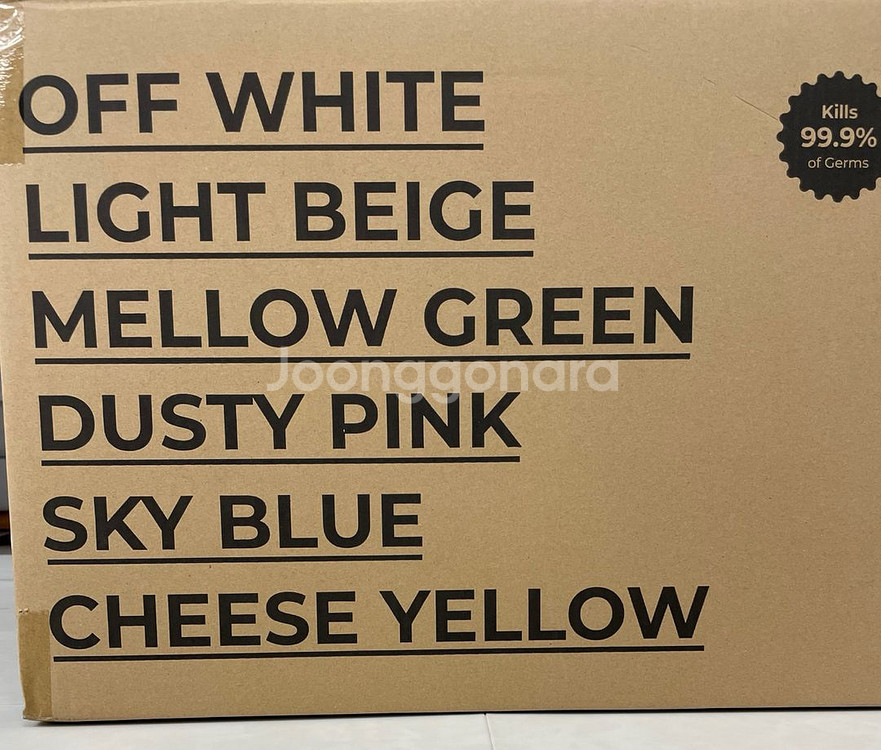 OFF WHITE
LIGHT BEIGE
MELLOW GREEN
DUSTY PINK
SKY BLUE
CHEESE YELLOW
Kills
99.9%
of Germs
Joonggonara